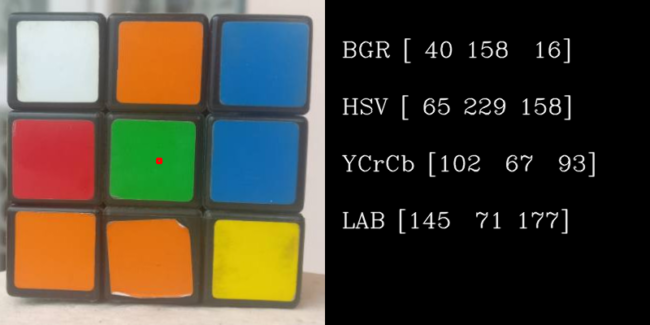 BGR [ 40 158  16]
HSV [ 65 229 158]
YCrCb [102  67  93]
LAB [145  71 177]